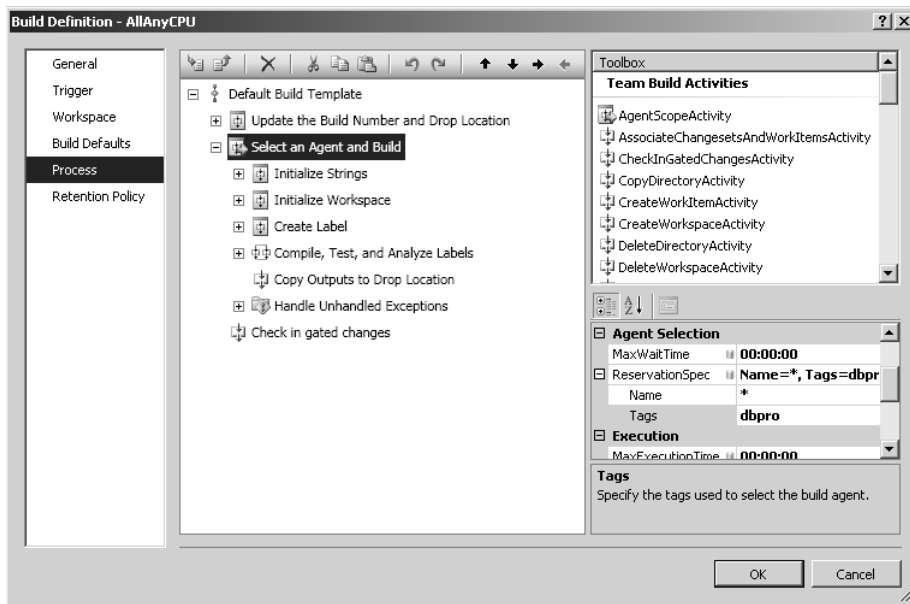 Build Definition - AllAnyCPU
General
Trigger
Workspace
Build Defaults
Process
Retention Policy
Default Build Template
Update the Build Number and Drop Location
Select an Agent and Build
Initialize Strings
Initialize Workspace
Create Label
Compile, Test, and Analyze Labels
Copy Outputs to Drop Location
Handle Unhandled Exceptions
Check in gated changes
Toolbox
Team Build Activities
AgentScopeActivity
AssociateChangesetsAndWorkItemsActivity
CheckInGatedChangesActivity
CopyDirectoryActivity
CreateWorkItemActivity
CreateWorkspaceActivity
DeleteDirectoryActivity
DeleteWorkspaceActivity
Agent Selection
MaxWaitTime 00:00:00
ReservationSpec Name=*, Tags=dbpr
Name *
Tags dbpro
Execution
MaxExecutionTime 00:00:00
Tags
Specify the tags used to select the build agent.
OK Cancel